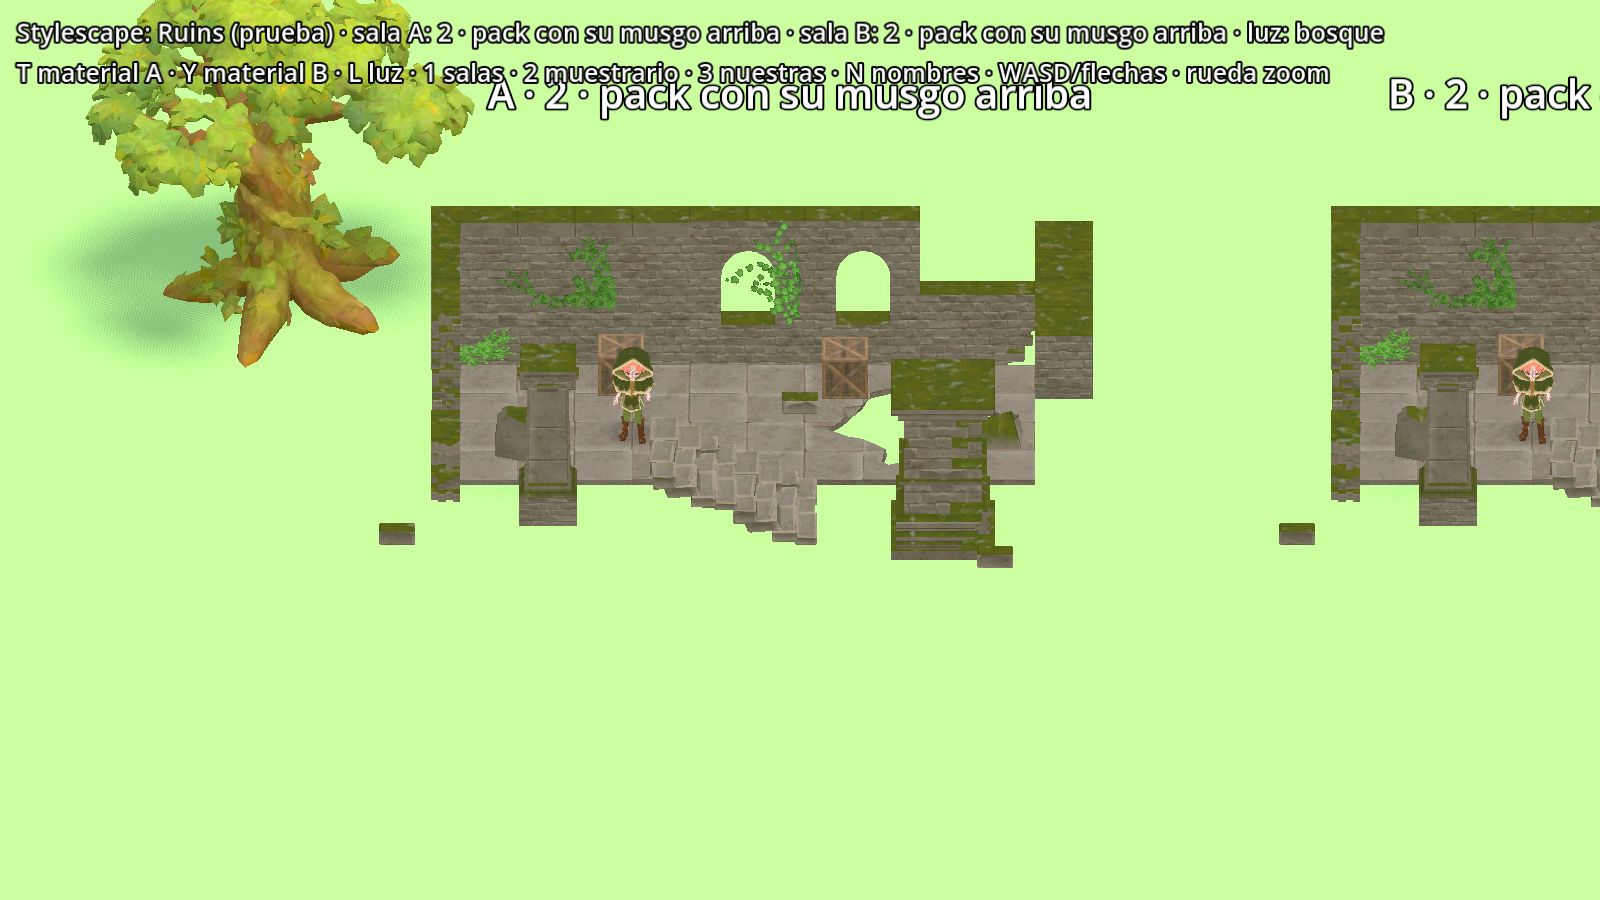 Stylescape: Ruins (prueba) · sala A: 2 · pack con su musgo arriba · sala B: 2 · pack con su musgo arriba · luz: bosque
T material A · Y material B · L luz · 1 salas · 2 muestrario · 3 nuestras · N nombres · WASD/flechas · rueda zoom
A · 2 · pack con su musgo arriba
B · 2 · pack